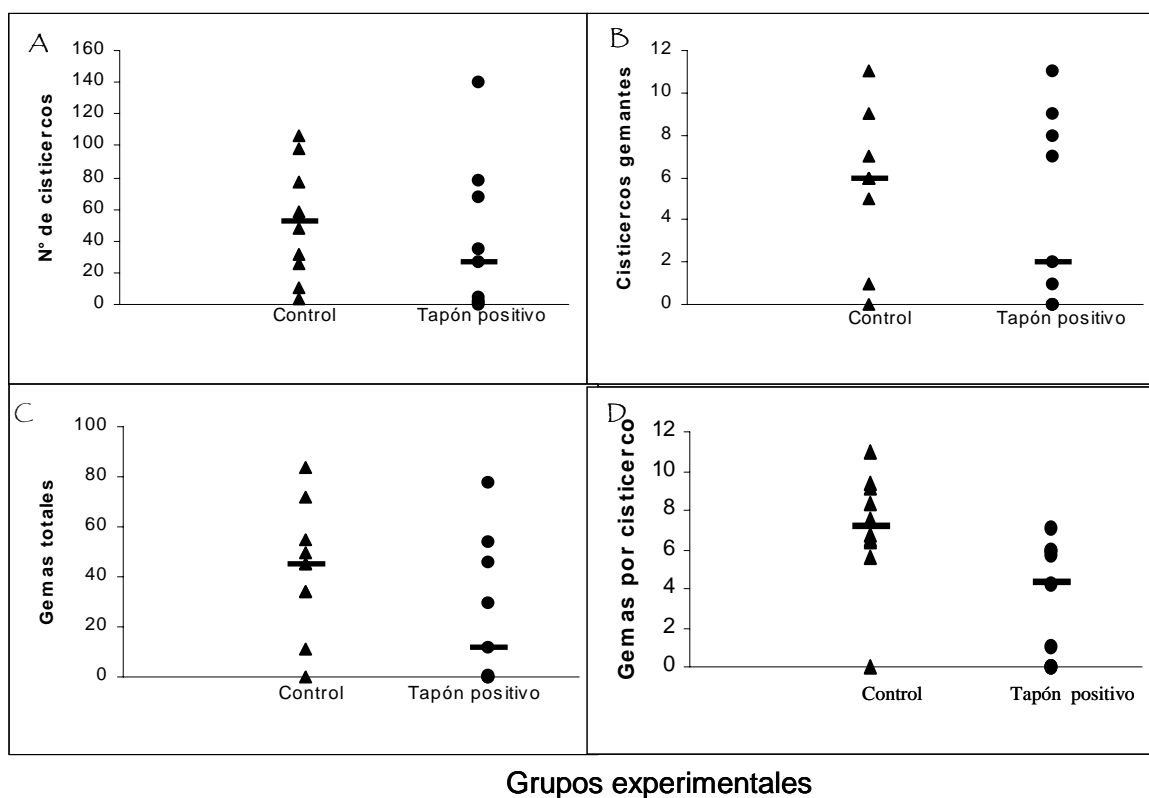 A
N° de cisticercos
160
140
120
100
80
60
40
20
0
Control Tapón positivo
B
Cisticercos gemantes
12
10
8
6
4
2
0
Control Tapón positivo
C
Gemas totales
100
80
60
40
20
0
Control Tapón positivo
D
Gemas por cisticerco
12
10
8
6
4
2
0
Control Tapón positivo
Grupos experimentales